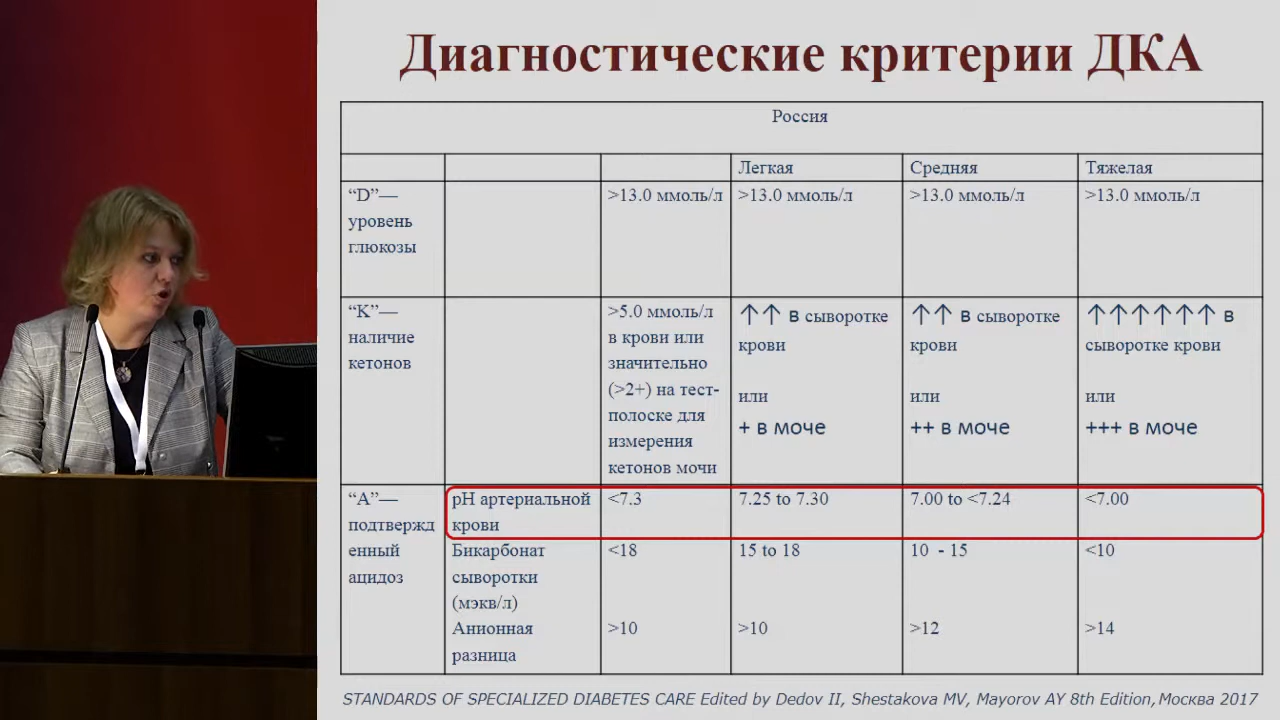 Диагностические критерии ДКА
Россия
Легкая Средняя Тяжелая
“D”— >13.0 ммоль/л >13.0 ммоль/л >13.0 ммоль/л >13.0 ммоль/л
уровень
глюкозы
“K”—
наличие
кетонов
>5.0 ммоль/л
в крови или
значительно
(>2+) на тест-
полоске для
измерения
кетонов мочи
↑↑ в сыворотке
крови
или
+ в моче
↑↑ в сыворотке
крови
или
++ в моче
↑↑↑↑↑↑ в
сыворотке крови
или
+++ в моче
“A”—
подтвержд
енный
ацидоз
pH артериальной
крови
<7.3 7.25 to 7.30 7.00 to <7.24 <7.00
Бикарбонат
сыворотки
(мэкв/л)
<18 15 to 18 10 - 15 <10
Анионная
разница
>10 >10 >12 >14
STANDARDS OF SPECIALIZED DIABETES CARE Edited by Dedov II, Shestakova MV, Mayorov AY 8th Edition, Москва 2017